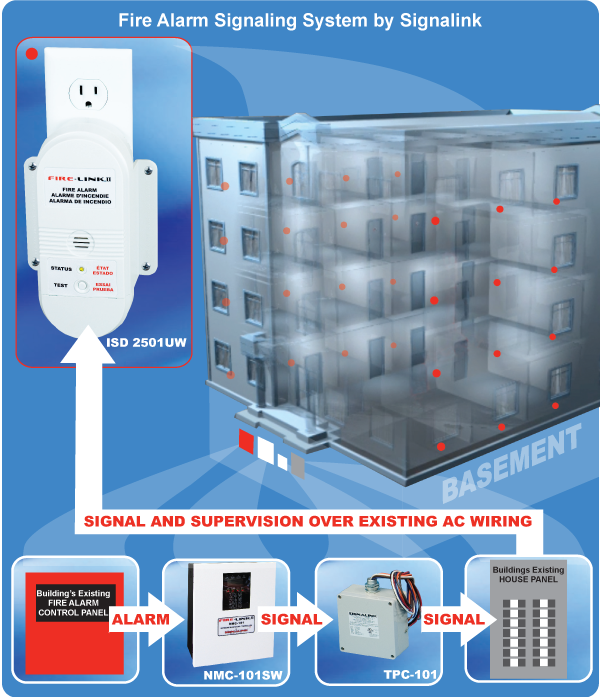 Fire Alarm Signaling System by Signalink
FIRE-LINK II
FIRE ALARM
ALARME D'INCENDIE
ALARMA DE INCENDIO
STATUS
ÉTAT
ESTADO
TEST
ESSAI
PRUEBA
ISD 2501UW
BASEMENT
SIGNAL AND SUPERVISION OVER EXISTING AC WIRING
Building's Existing
FIRE ALARM
CONTROL PANEL
ALARM
FIRE-LINK II
NMC-101
NMC-101SW
SIGNAL
SIGNALINK
TPC-101
SIGNAL
Buildings Existing
HOUSE PANEL